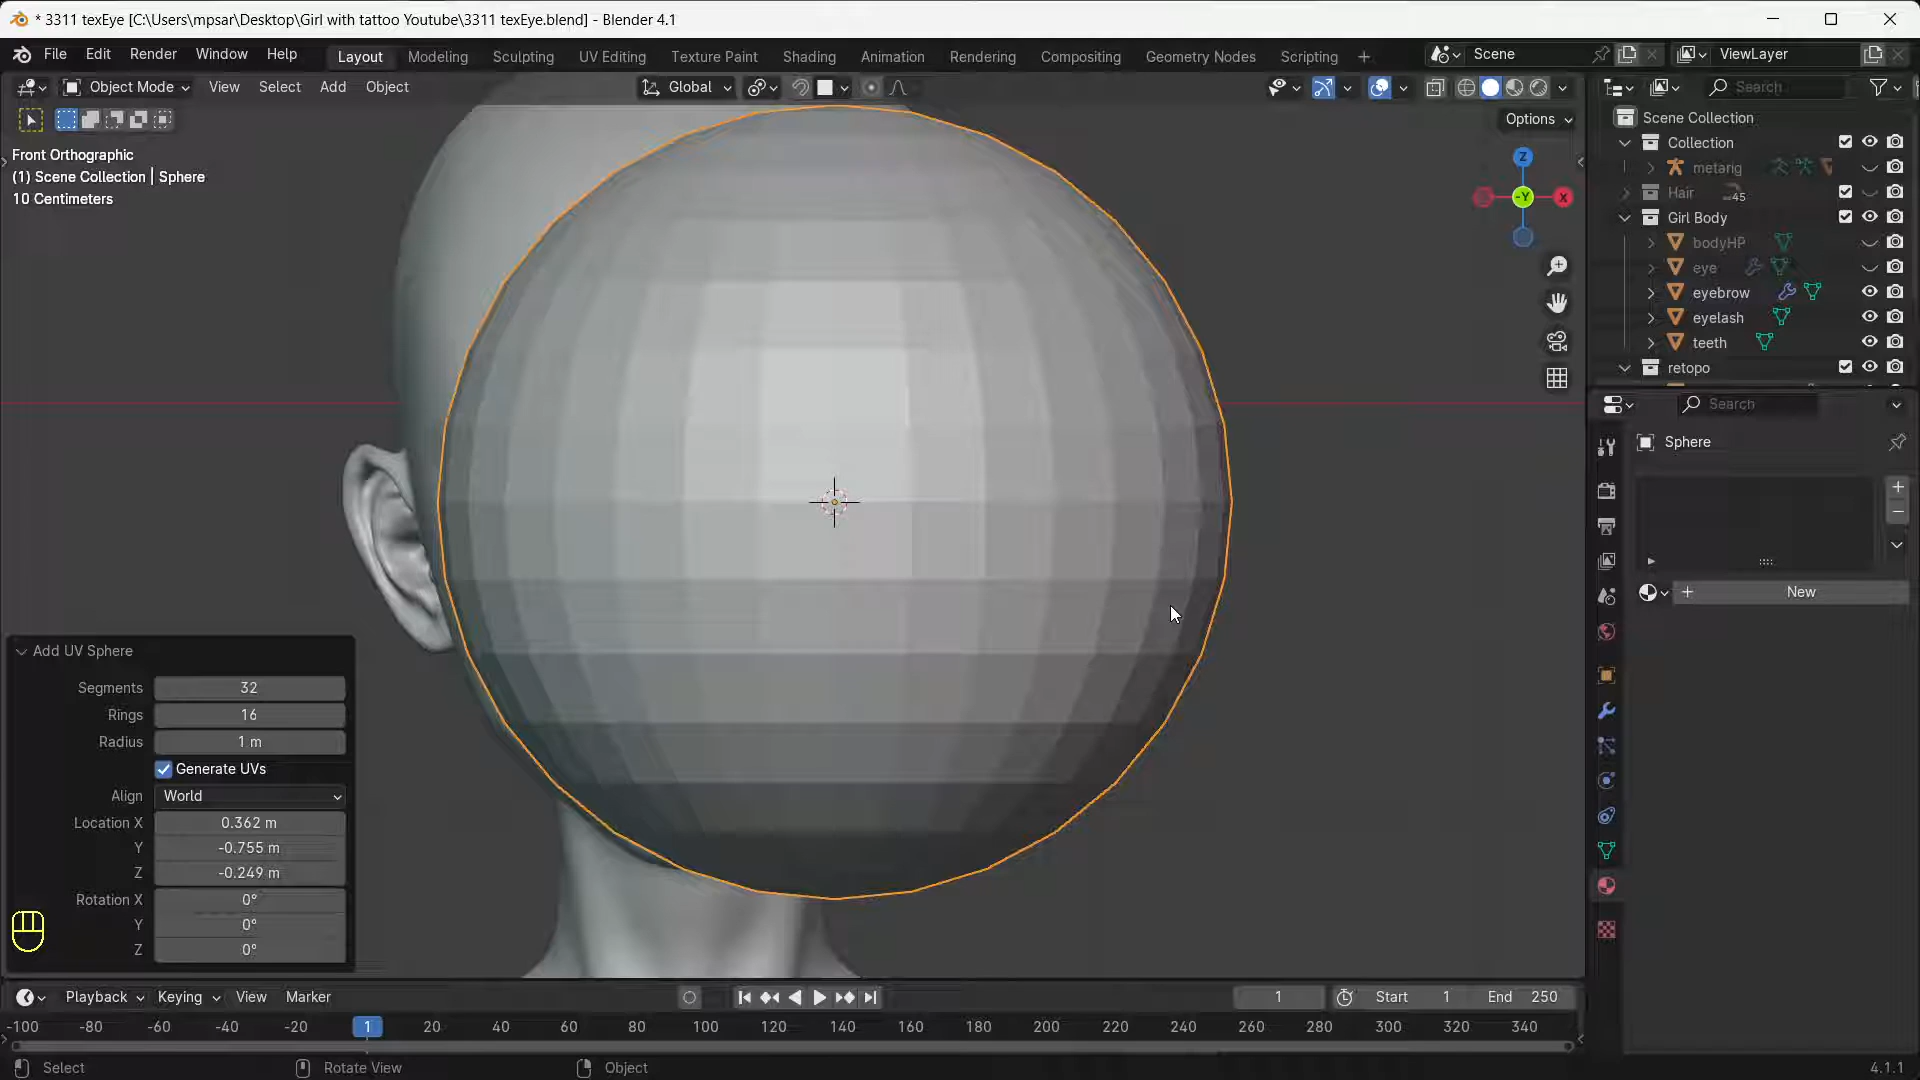 * 3311 texEye [C:\Users\mpsar\Desktop\Girl with tattoo Youtube\3311 texEye.blend] - Blender 4.1
File Edit Render Window Help Layout Modeling Sculpting UV Editing Texture Paint Shading Animation Rendering Compositing Geometry Nodes Scripting + Scene ViewLayer
Object Mode View Select Add Object Global Search
Options
Front Orthographic
(1) Scene Collection | Sphere
10 Centimeters
Z
-Y
X
Scene Collection
Collection
metarig
Hair 45
Girl Body
bodyHP
eye
eyebrow
eyelash
teeth
retopo
Search
Sphere
+ New
Add UV Sphere
Segments 32
Rings 16
Radius 1 m
Generate UVs
Align World
Location X 0.362 m
Y -0.755 m
Z -0.249 m
Rotation X 0°
Y 0°
Z 0°
Playback Keying View Marker 1 Start 1 End 250
-100 -80 -60 -40 -20 1 20 40 60 80 100 120 140 160 180 200 220 240 260 280 300 320 340
Select Rotate View Object 4.1.1